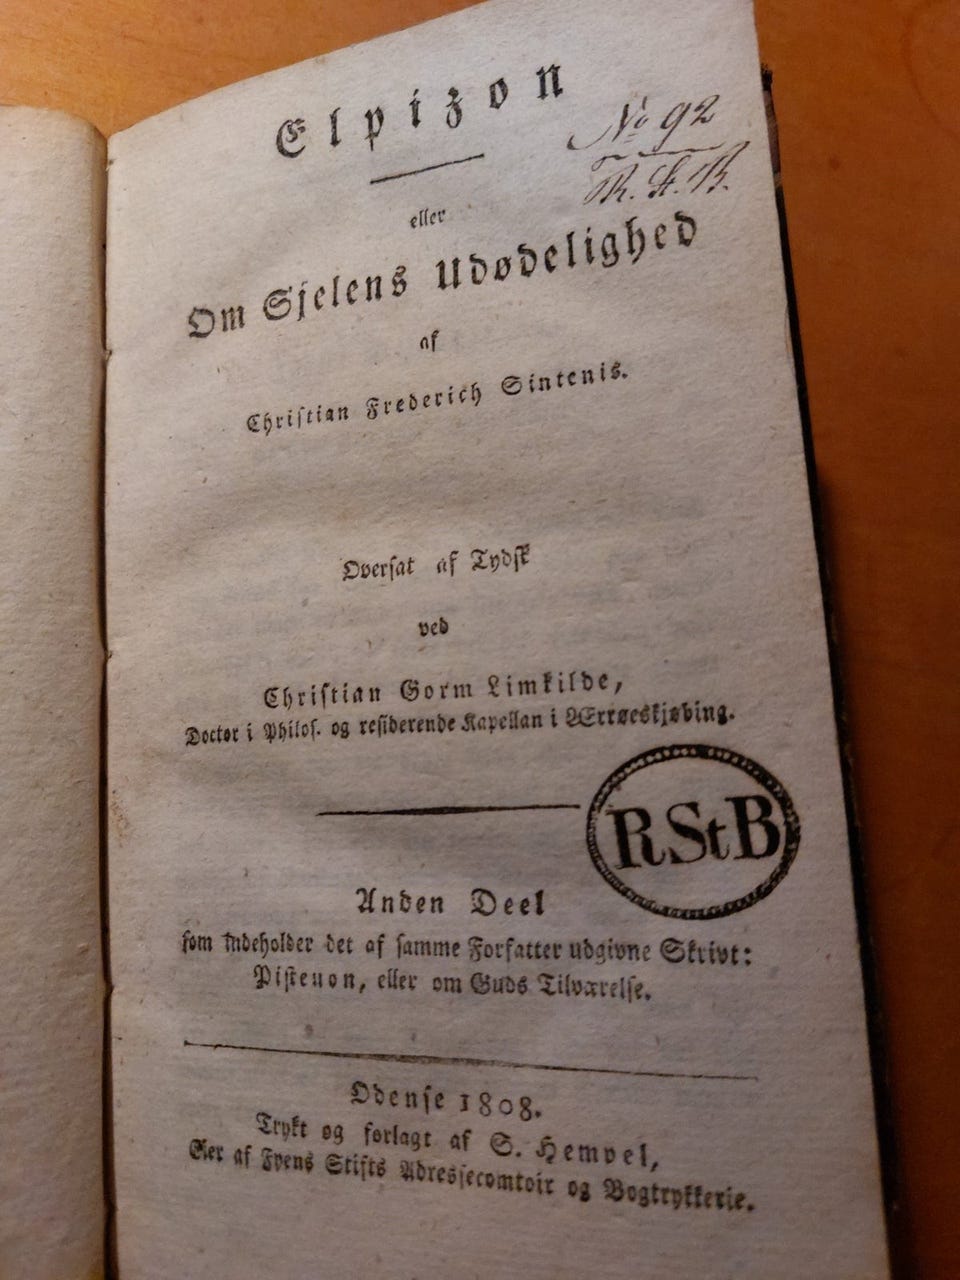 Elpizon
No 92
R. St. B.
eller
Om Sjelens Udødelighed
af
Christian Frederich Sintenis.
Oversat af Tydsk
ved
Christian Gorm Limkilde,
Doctor i Philos. og residerende Kapellan i Ærrøeskjøbing.
RStB
Anden Deel
som indeholder det af samme Forfatter udgivne Skrivt:
Pisteuon, eller om Guds Tilværelse.
Odense 1808.
Trykt og forlagt af S. Hempel,
Eier af Fyens Stifts Adressecomtoir og Bogtrykkerie.